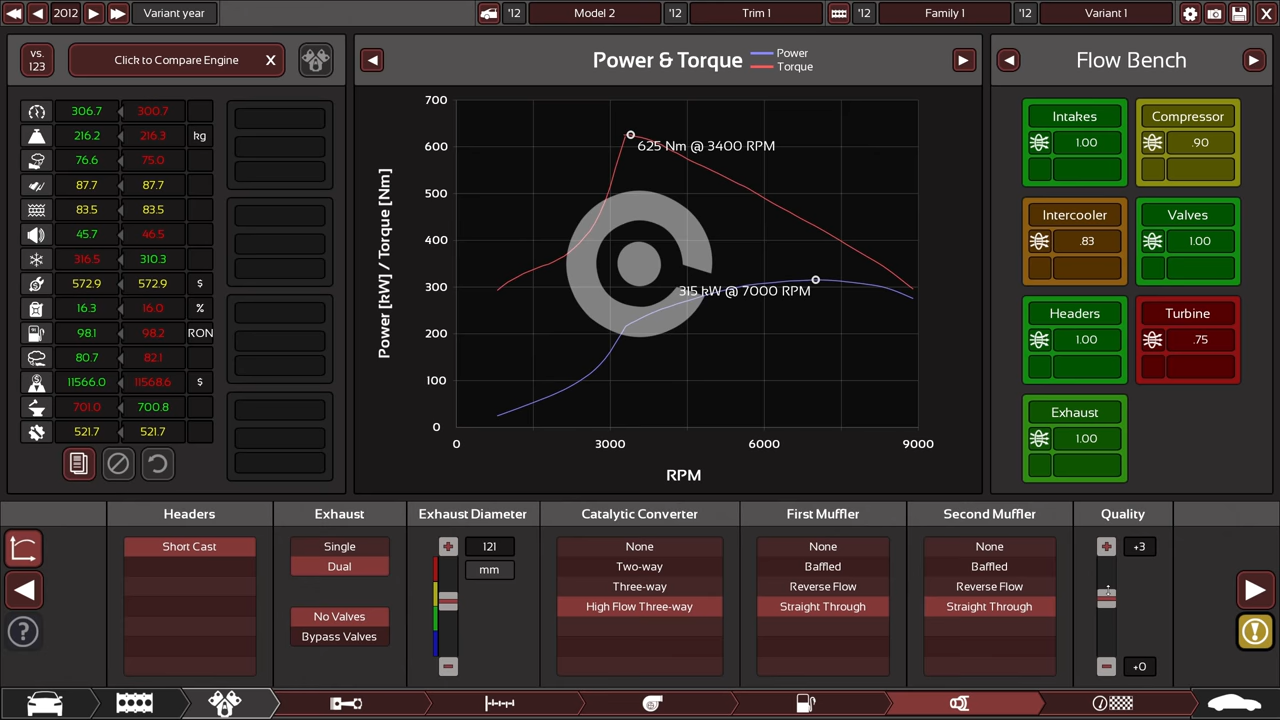 2012 Variant year '12 Model 2 '12 Trim 1 '12 Family 1 '12 Variant 1
vs.
123
Click to Compare Engine X
306.7 300.7
216.2 216.3 kg
76.6 75.0
87.7 87.7
83.5 83.5
45.7 46.5
316.5 310.3
572.9 572.9 $
16.3 16.0 %
98.1 98.2 RON
80.7 82.1
11566.0 11568.6 $
701.0 700.8
521.7 521.7
Power & Torque
Power
Torque
Power [kW] / Torque [Nm]
700
600
500
400
300
200
100
0
625 Nm @ 3400 RPM
315 kW @ 7000 RPM
0 3000 6000 9000
RPM
Flow Bench
Intakes
1.00
Compressor
.90
Intercooler
.83
Valves
1.00
Headers
1.00
Turbine
.75
Exhaust
1.00
Headers
Short Cast
Exhaust
Single
Dual
No Valves
Bypass Valves
Exhaust Diameter
121
mm
Catalytic Converter
None
Two-way
Three-way
High Flow Three-way
First Muffler
None
Baffled
Reverse Flow
Straight Through
Second Muffler
None
Baffled
Reverse Flow
Straight Through
Quality
+3
+0